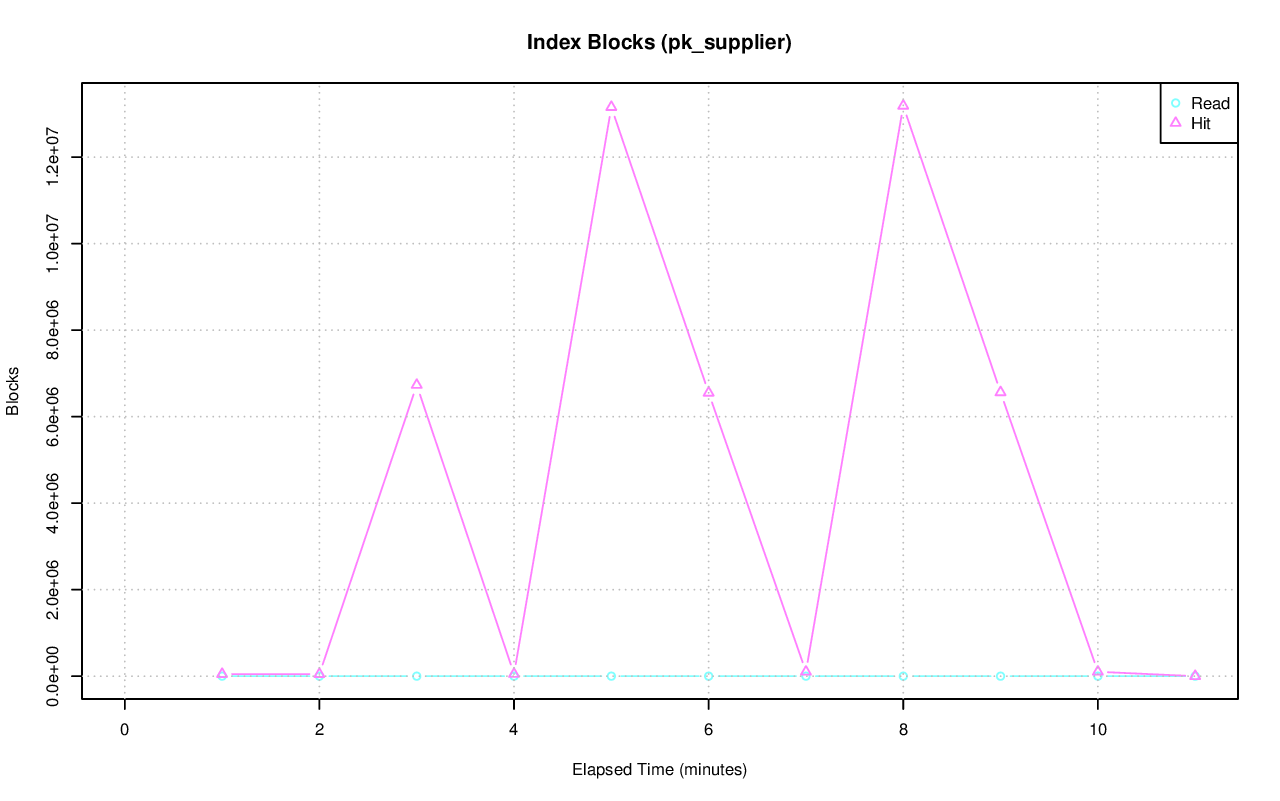 Index Blocks (pk_supplier)
Read
Hit
Blocks
1.2e+07
1.0e+07
8.0e+06
6.0e+06
4.0e+06
2.0e+06
0.0e+00
0 2 4 6 8 10
Elapsed Time (minutes)